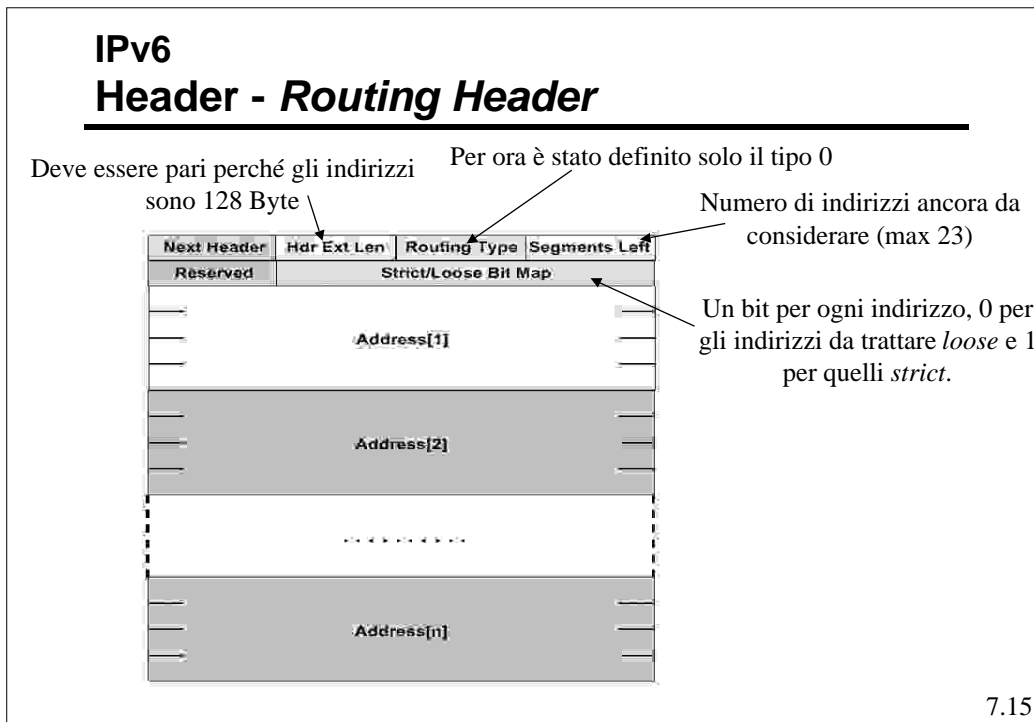 IPv6
Header - Routing Header
Deve essere pari perché gli indirizzi
sono 128 Byte
Per ora è stato definito solo il tipo 0
Numero di indirizzi ancora da
considerare (max 23)
Next Header Hdr Ext Len Routing Type Segments Left
Reserved Strict/Loose Bit Map
Un bit per ogni indirizzo, 0 per
gli indirizzi da trattare loose e 1
per quelli strict.
Address[1]
Address[2]
Address[n]
7.15